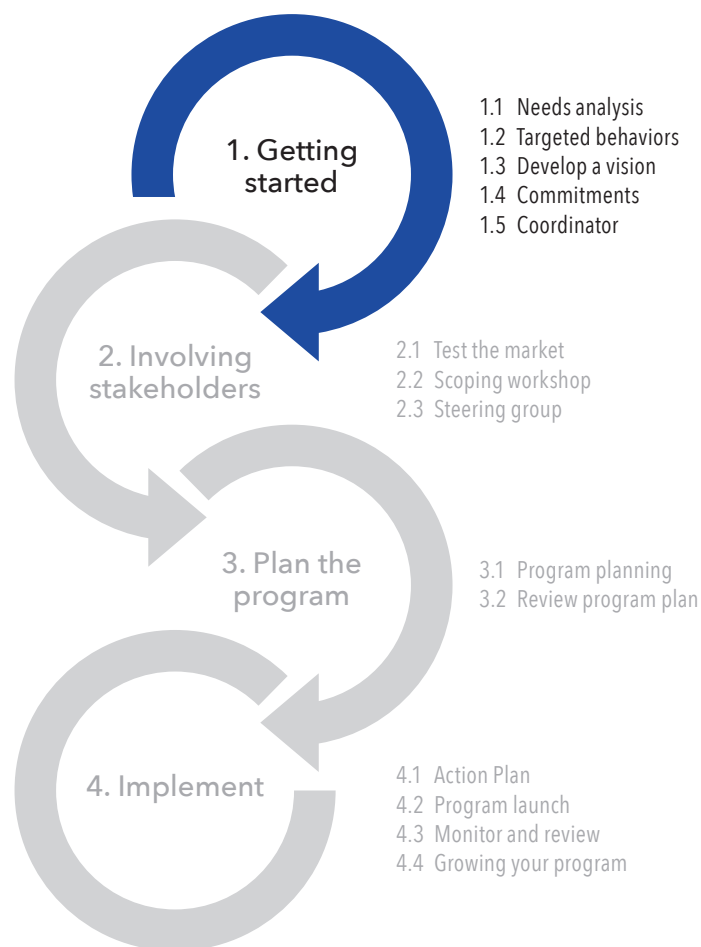 1. Getting
started
1.1 Needs analysis
1.2 Targeted behaviors
1.3 Develop a vision
1.4 Commitments
1.5 Coordinator
2. Involving
stakeholders
2.1 Test the market
2.2 Scoping workshop
2.3 Steering group
3. Plan the
program
3.1 Program planning
3.2 Review program plan
4. Implement
4.1 Action Plan
4.2 Program launch
4.3 Monitor and review
4.4 Growing your program